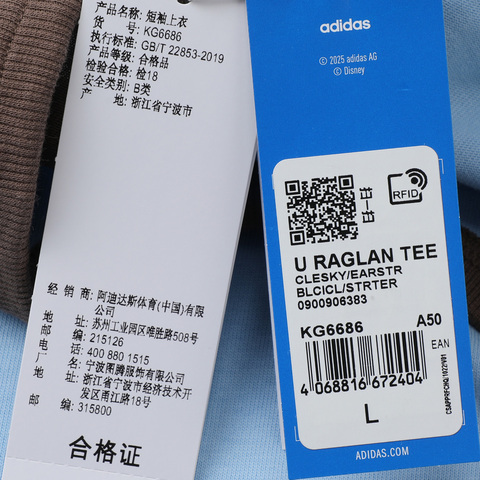 产品名称: 短袖上衣
货 号: KG6686
执行标准: GB/T 22853-2019
产品等级: 合格品
检验合格: 检18
安全类别: B类
产 地: 浙江省宁波市
经 销 商: 阿迪达斯体育(中国)有限
公司
地 址: 苏州工业园区唯胜路508号
邮 编: 215126
电 话: 400 880 1515
厂 名: 宁波图腾服饰有限公司
地 址: 浙江省宁波市经济技术开
发区甬江路18号
邮 编: 315800
合格证
adidas
© 2025 adidas AG
© Disney
RFID
U RAGLAN TEE
CLESKY/EARSTR
BLCICL/STRTER
0900906383
KG6686 A50
EAN
4 068816 672404
L
ADIDAS.COM